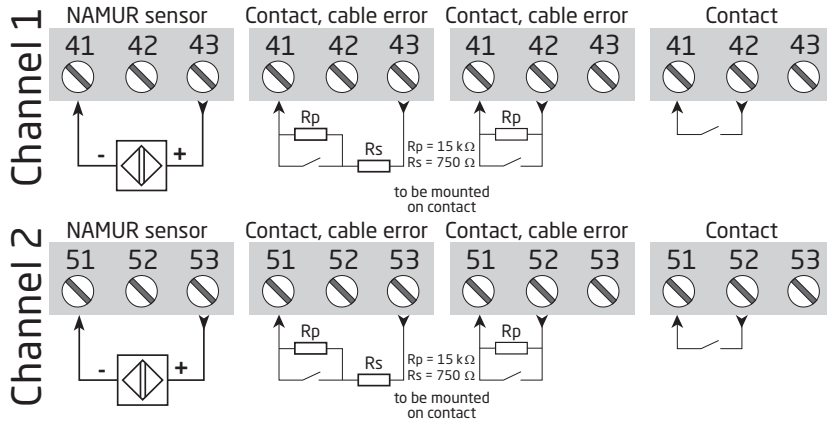 Channel 1
NAMUR sensor
41 42 43
- +
Contact, cable error
41 42 43
Rp
Rs
Rp = 15 kΩ
Rs = 750 Ω
to be mounted
on contact
Contact, cable error
41 42 43
Rp
Contact
41 42 43
Channel 2
NAMUR sensor
51 52 53
- +
Contact, cable error
51 52 53
Rp
Rs
Rp = 15 kΩ
Rs = 750 Ω
to be mounted
on contact
Contact, cable error
51 52 53
Rp
Contact
51 52 53